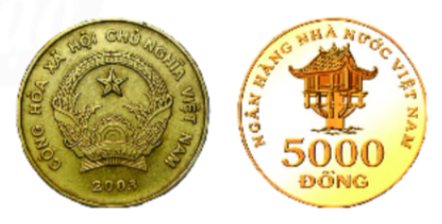 CỘNG HÒA XÃ HỘI CHỦ NGHĨA VIỆT NAM
2003
NGÂN HÀNG NHÀ NƯỚC VIỆT NAM
5000
ĐỒNG